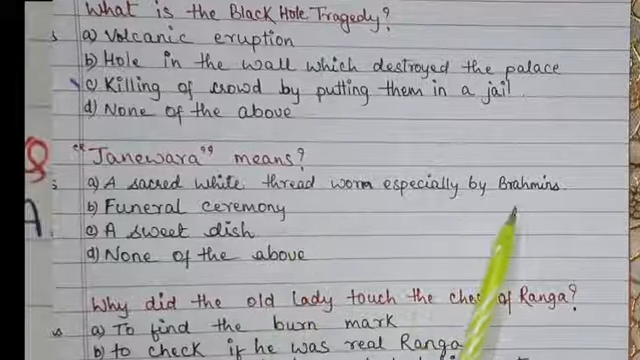 What is the Black Hole Tragedy?
a) Volcanic eruption
b) Hole in the wall which destroyed the palace
c) Killing of crowd by putting them in a jail.
d) None of the above
"Janewara" means?
a) A sacred white thread worn especially by Brahmins.
b) Funeral ceremony
c) A sweet dish
d) None of the above
Why did the old lady touch the of Ranga?
a) To find the burn mark
b) to check if he was real Ranga